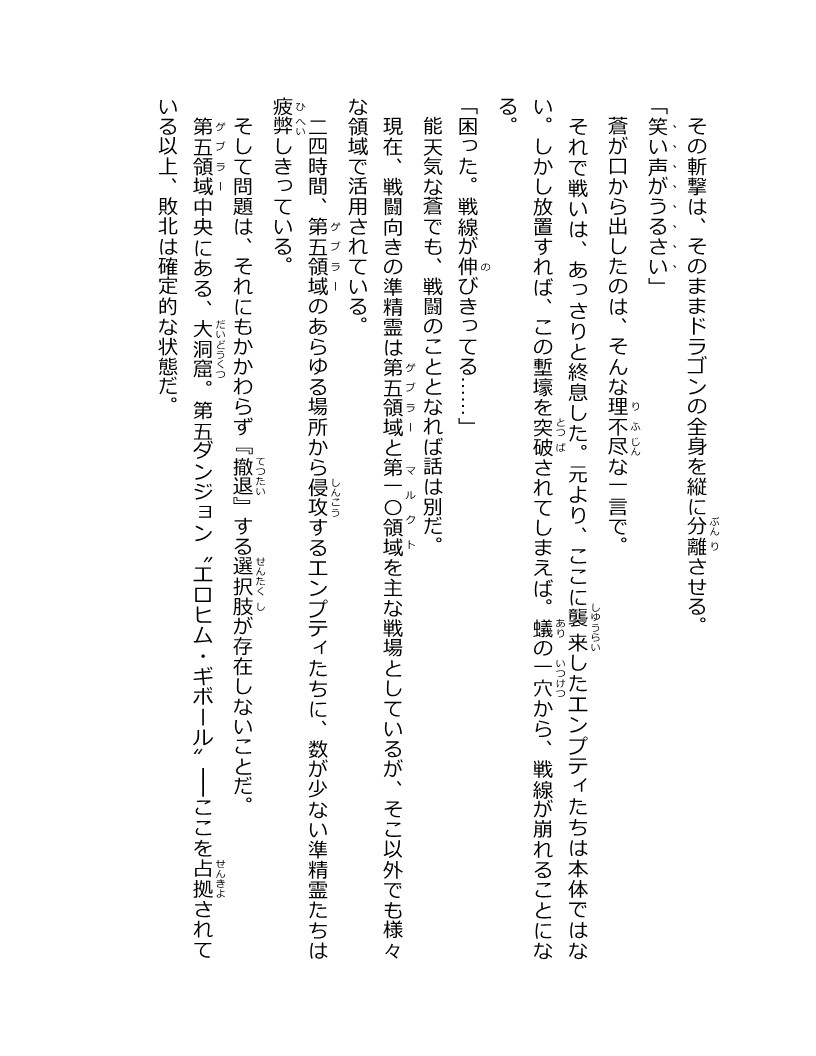 その斬撃は、そのままドラゴンの全身を縦に分離させる。
「笑い声がうるさい」
蒼が口から出したのは、そんな理不尽な一言で。
それで戦いは、あっさりと終息した。元より、ここに襲来したエンプティたちは本体ではな
い。しかし放置すれば、この塹壕を突破されてしまえば。蟻の一穴から、戦線が崩れることにな
る。
「困った。戦線が伸びきってる……」
能天気な蒼でも、戦闘のこととなれば話は別だ。
現在、戦闘向きの準精霊は第五領域と第一〇領域を主な戦場としているが、そこ以外でも様々
な領域で活用されている。
二四時間、第五領域のあらゆる場所から侵攻するエンプティたちに、数が少ない準精霊たちは
疲弊しきっている。
そして問題は、それにもかかわらず『撤退』する選択肢が存在しないことだ。
第五領域中央にある、大洞窟。第五ダンジョン〝エロヒム・ギボール〟――ここを占拠されて
いる以上、敗北は確定的な状態だ。